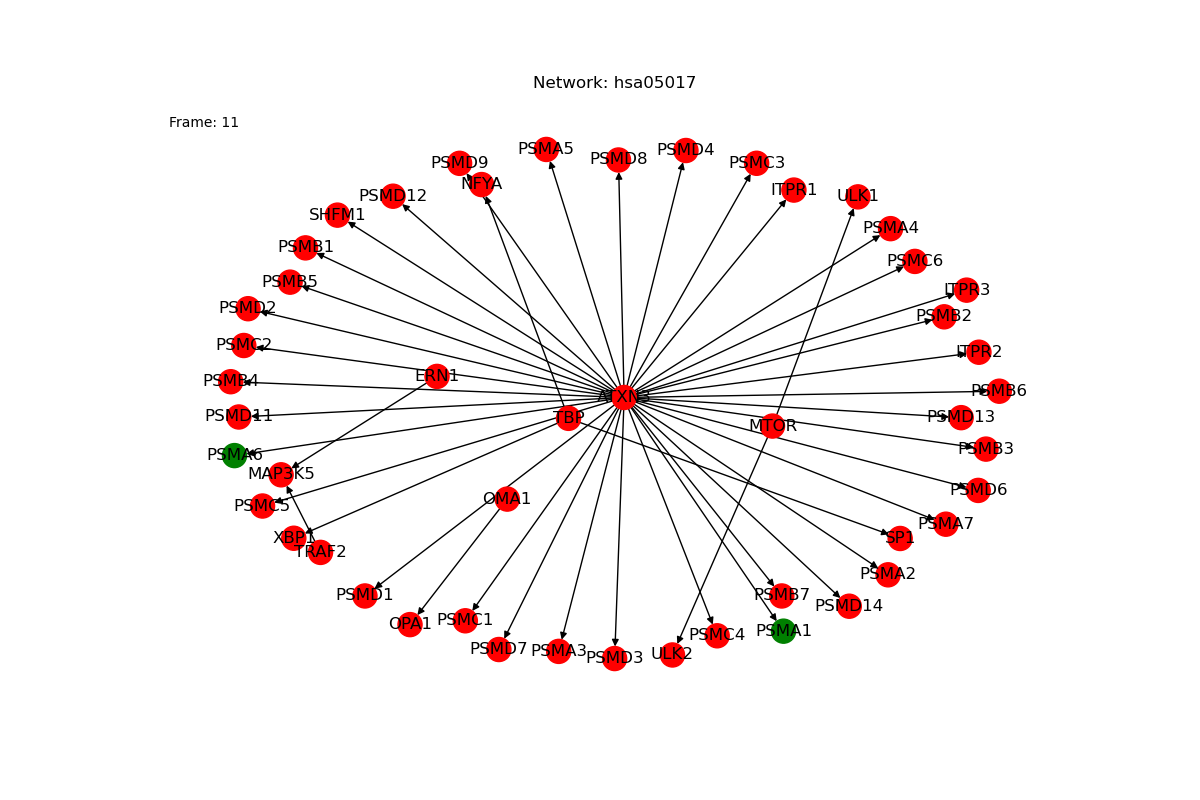 Network: hsa05017
Frame: 11
PSMA5
PSMD4
PSMD8
PSMD9
PSMC3
NFYA
ITPR1
PSMD12
ULK1
SHFM1
PSMA4
PSMB1
PSMC6
PSMB5
ITPR3
PSMD2
PSMB2
PSMC2
ITPR2
ERN1
PSMB4
PSMB6
ATXN3
PSMD11
TBP
PSMD13
MTOR
PSMB3
PSMA6
MAP3K5
PSMD6
OMA1
PSMC5
PSMA7
XBP1
SP1
TRAF2
PSMA2
PSMD1
PSMB7
PSMD14
OPA1
PSMC1
PSMA1
PSMC4
PSMD7
PSMA3
ULK2
PSMD3